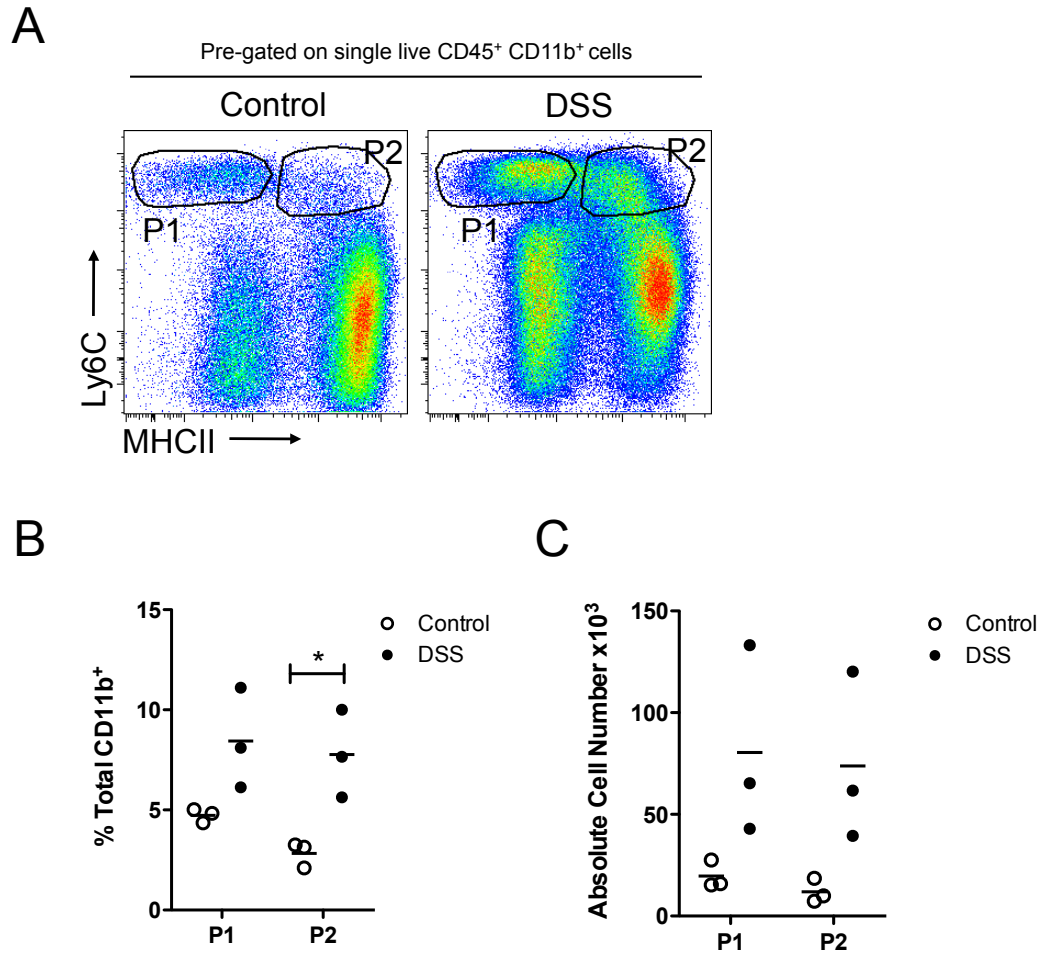 A
Pre-gated on single live CD45⁺ CD11b⁺ cells
Control
DSS
P2
P1
P2
P1
Ly6C
MHCII
B
15
10
5
0
% Total CD11b⁺
*
Control
DSS
P1
P2
C
150
100
50
0
Absolute Cell Number x10³
Control
DSS
P1
P2